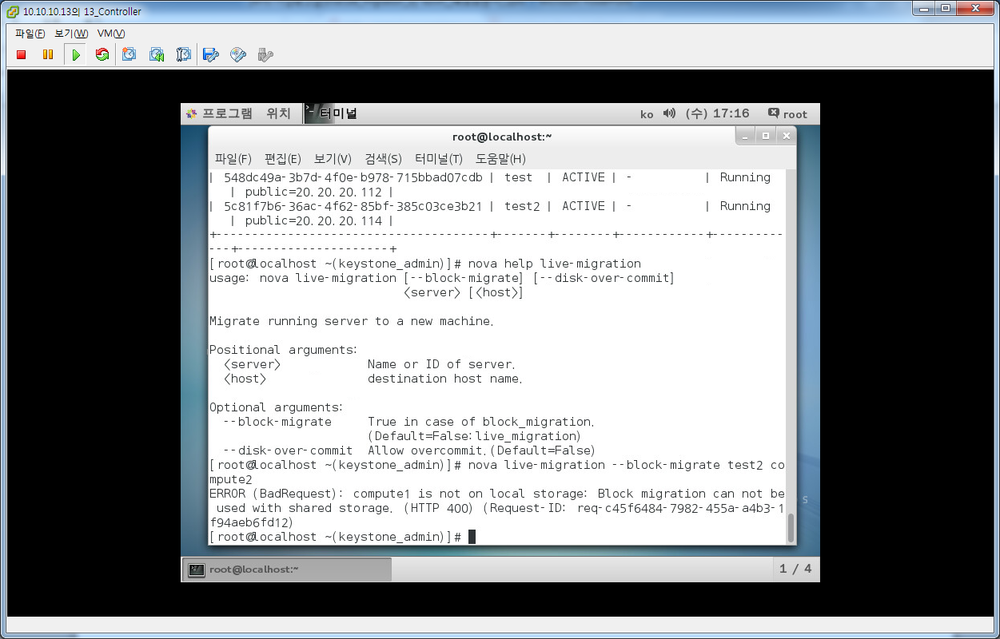 10.10.10.13의 13_Controller
파일(F) 보기(W) VM(V)
프로그램 위치 터미널 ko (수) 17:16 root
root@localhost:~
파일(F) 편집(E) 보기(V) 검색(S) 터미널(T) 도움말(H)
| 548dc49a-3b7d-4f0e-b978-715bbad07cdb | test | ACTIVE | - | Running
| public=20.20.20.112 |
| 5c81f7b6-36ac-4f62-85bf-385c03ce3b21 | test2 | ACTIVE | - | Running
| public=20.20.20.114 |
+--------------------------------------+-------+--------+------------+----------
---+---------------------+
[root@localhost ~(keystone_admin)]# nova help live-migration
usage: nova live-migration [--block-migrate] [--disk-over-commit]
<server> [<host>]
Migrate running server to a new machine.
Positional arguments:
<server> Name or ID of server.
<host> destination host name.
Optional arguments:
--block-migrate True in case of block_migration.
(Default=False:live_migration)
--disk-over-commit Allow overcommit.(Default=False)
[root@localhost ~(keystone_admin)]# nova live-migration --block-migrate test2 co
mpute2
ERROR (BadRequest): compute1 is not on local storage: Block migration can not be
used with shared storage. (HTTP 400) (Request-ID: req-c45f6484-7982-455a-a4b3-1
f94aeb6fd12)
[root@localhost ~(keystone_admin)]#
S
root@localhost:~ 1 / 4